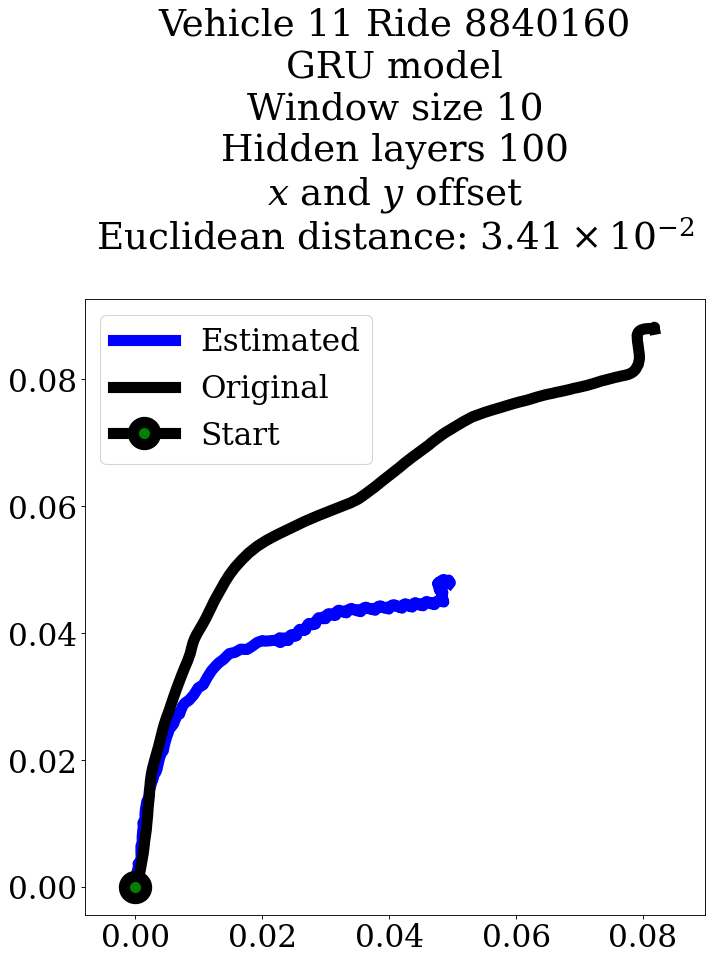 Vehicle 11 Ride 8840160
GRU model
Window size 10
Hidden layers 100
x and y offset
Euclidean distance: 3.41 × 10⁻²
Estimated
Original
Start
0.08
0.06
0.04
0.02
0.00
0.00 0.02 0.04 0.06 0.08